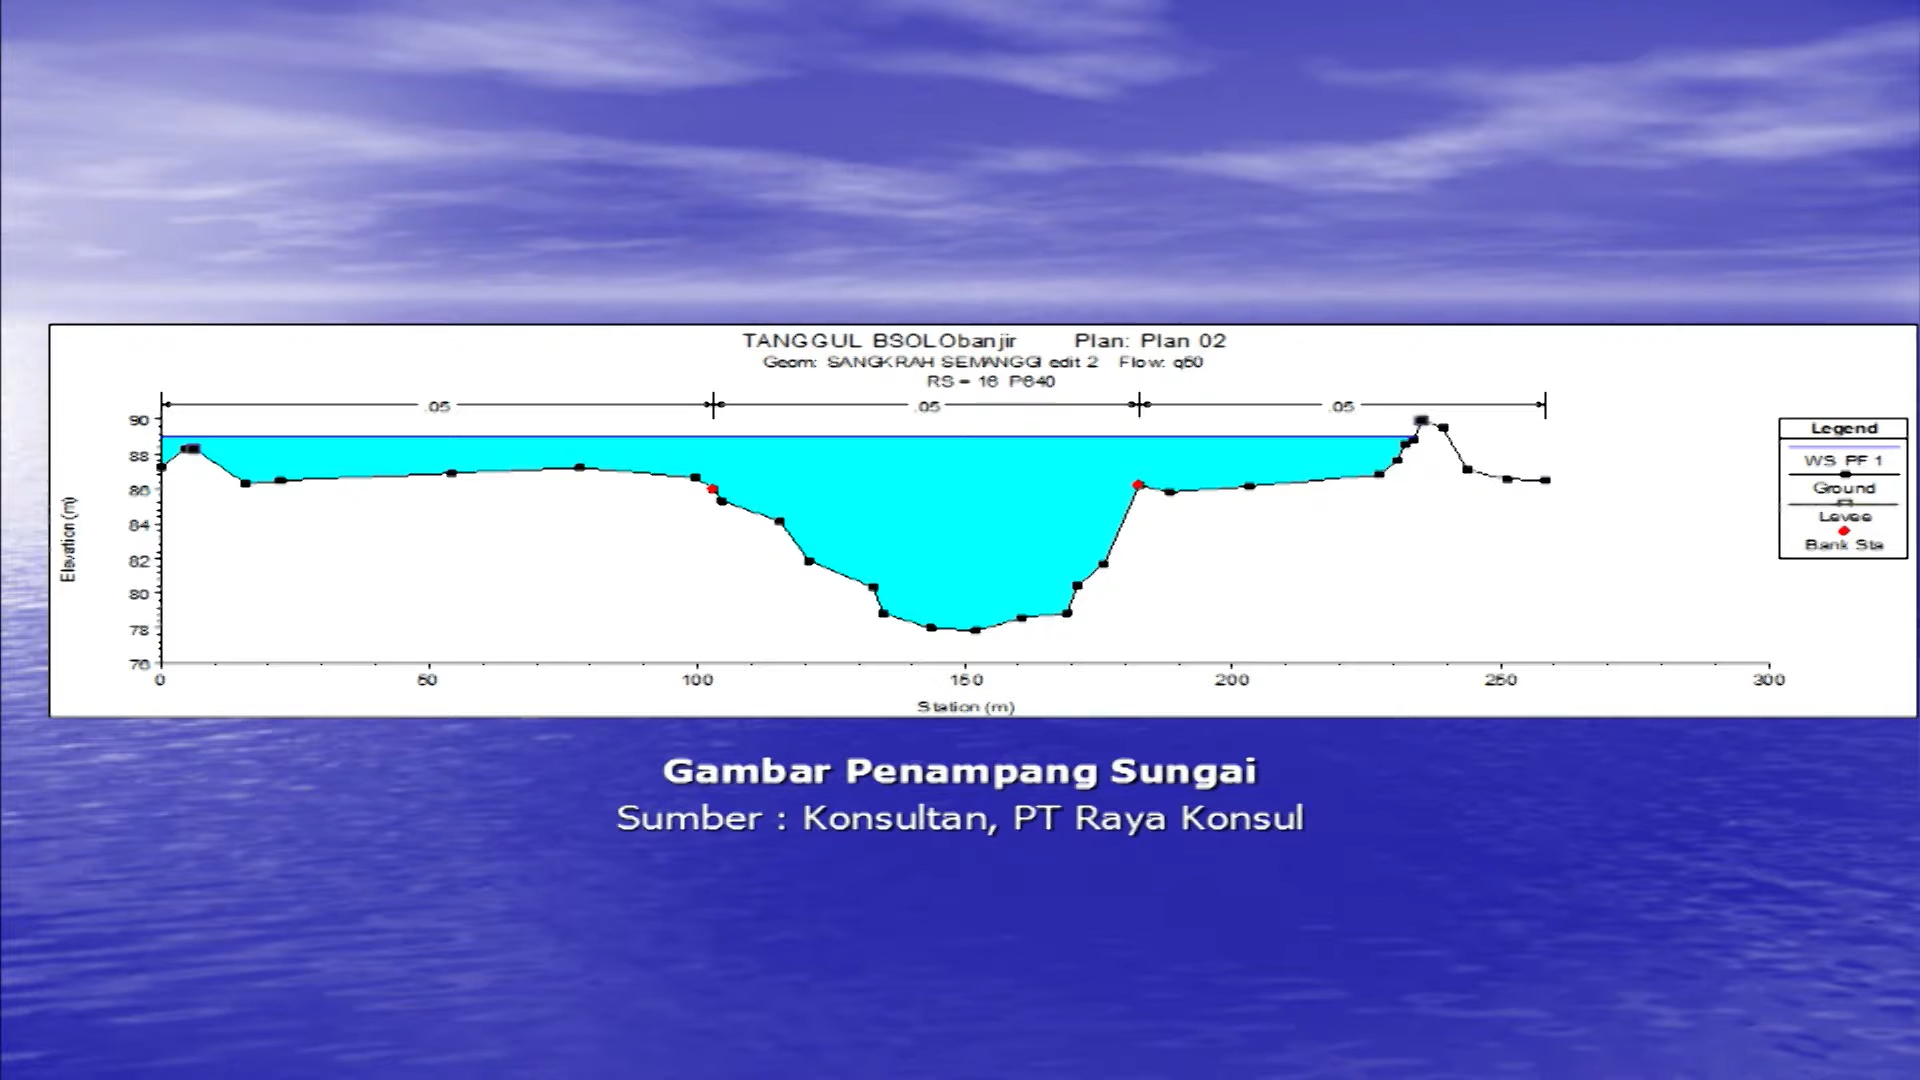 TANGGUL BSOLObanjir Plan: Plan 02
Geom: SANGKRAH SEMANGGI edit 2 Flow: q50
RS = 16 P640
.05 .05 .05
90
88
86
84
82
80
78
76
Elevation (m)
0 50 100 150 200 250 300
Station (m)
Legend
WS PF 1
Ground
Levee
Bank Sta
Gambar Penampang Sungai
Sumber : Konsultan, PT Raya Konsul